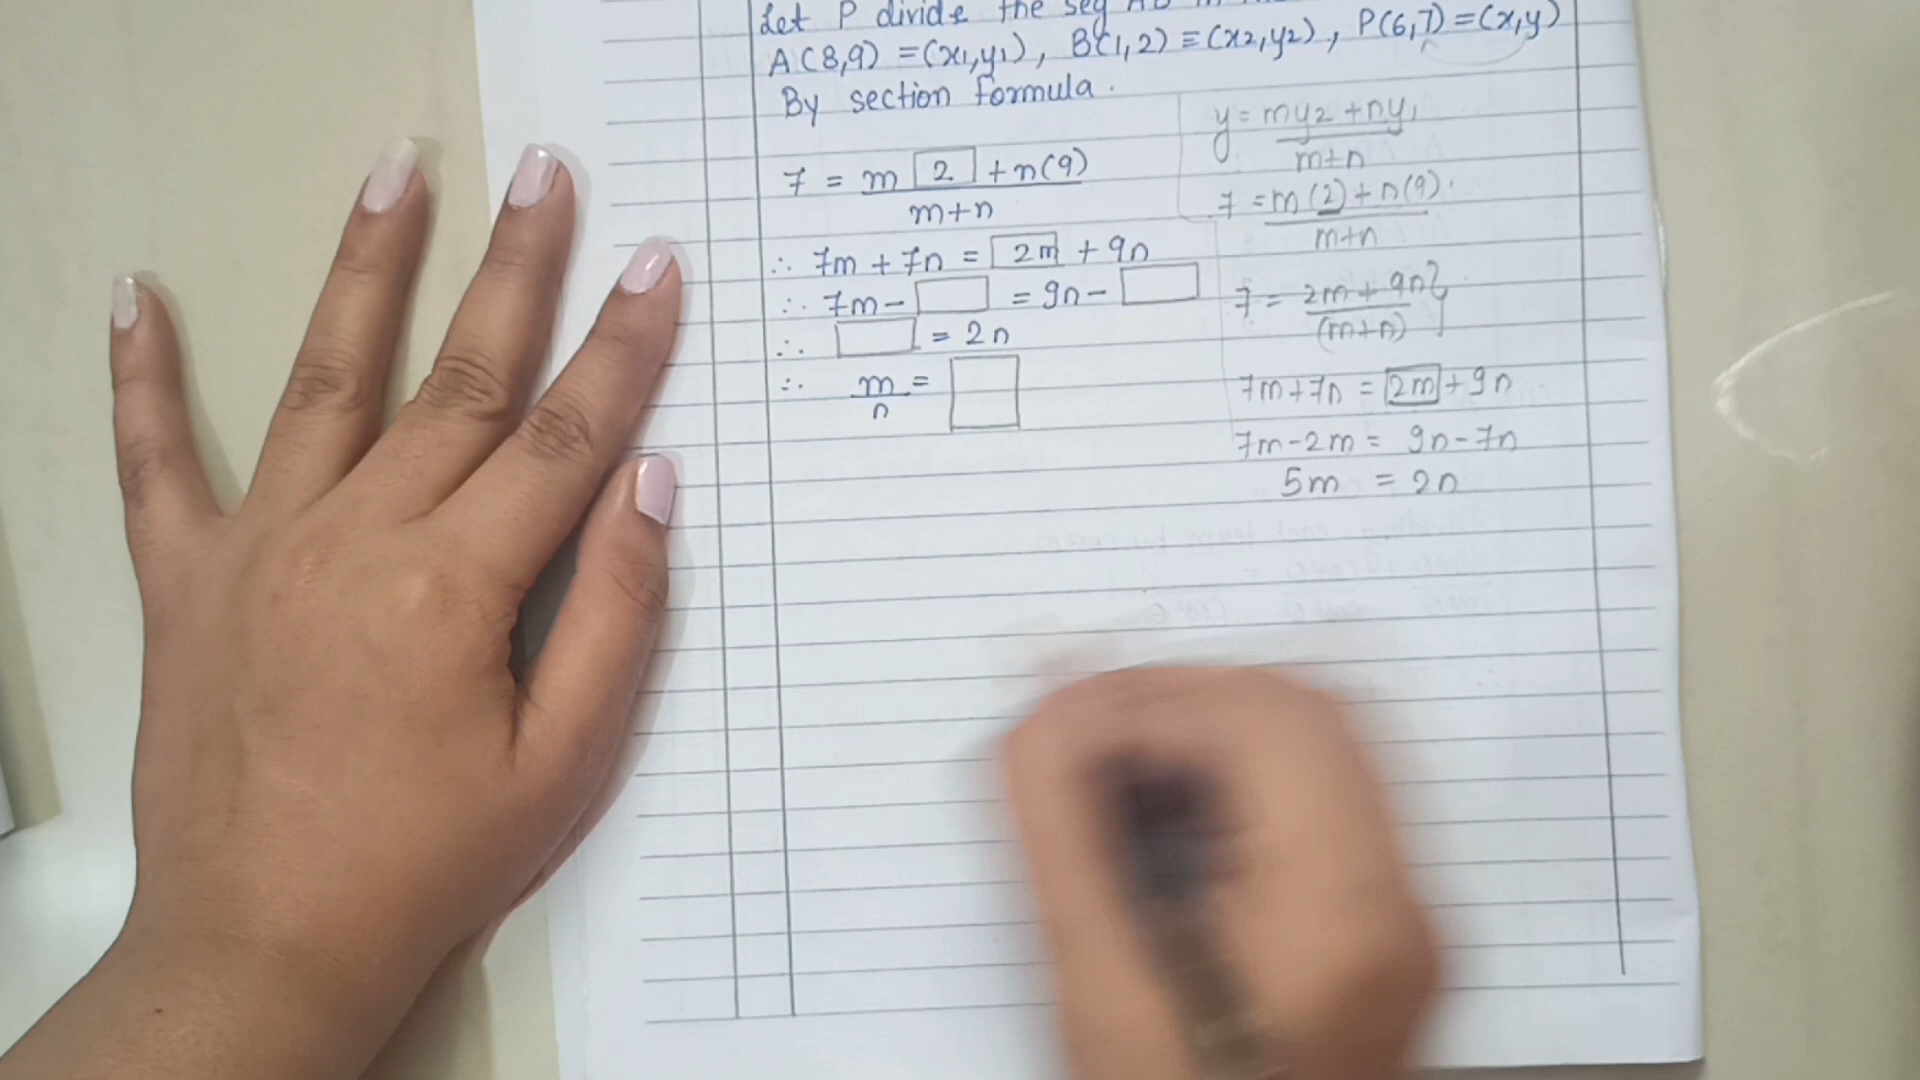 Let P divide the seg AB
A(8,9) = (x1,y1), B(1,2) ≡ (x2,y2), P(6,7) = (x,y)
By section formula.
7 = m [2] + n(9)
m+n
∴ 7m + 7n = [2m] + 9n
∴ 7m - [ ] = 9n - [ ]
∴ [ ] = 2n
∴ m = [ ]
n
y = my2 + ny1
m+n
7 = m(2) + n(9).
m+n
7 = 2m + 9n
(m+n)
7m+7n = [2m] + 9n
7m-2m = 9n-7n
5m = 2n